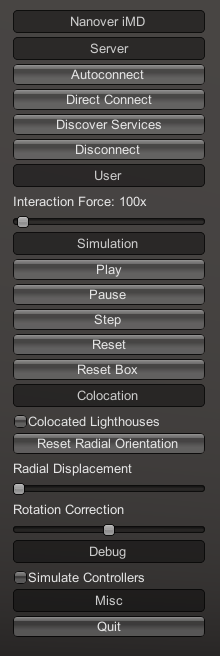 Nanover iMD
Server
Autoconnect
Direct Connect
Discover Services
Disconnect
User
Interaction Force: 100x
Simulation
Play
Pause
Step
Reset
Reset Box
Colocation
Colocated Lighthouses
Reset Radial Orientation
Radial Displacement
Rotation Correction
Debug
Simulate Controllers
Misc
Quit